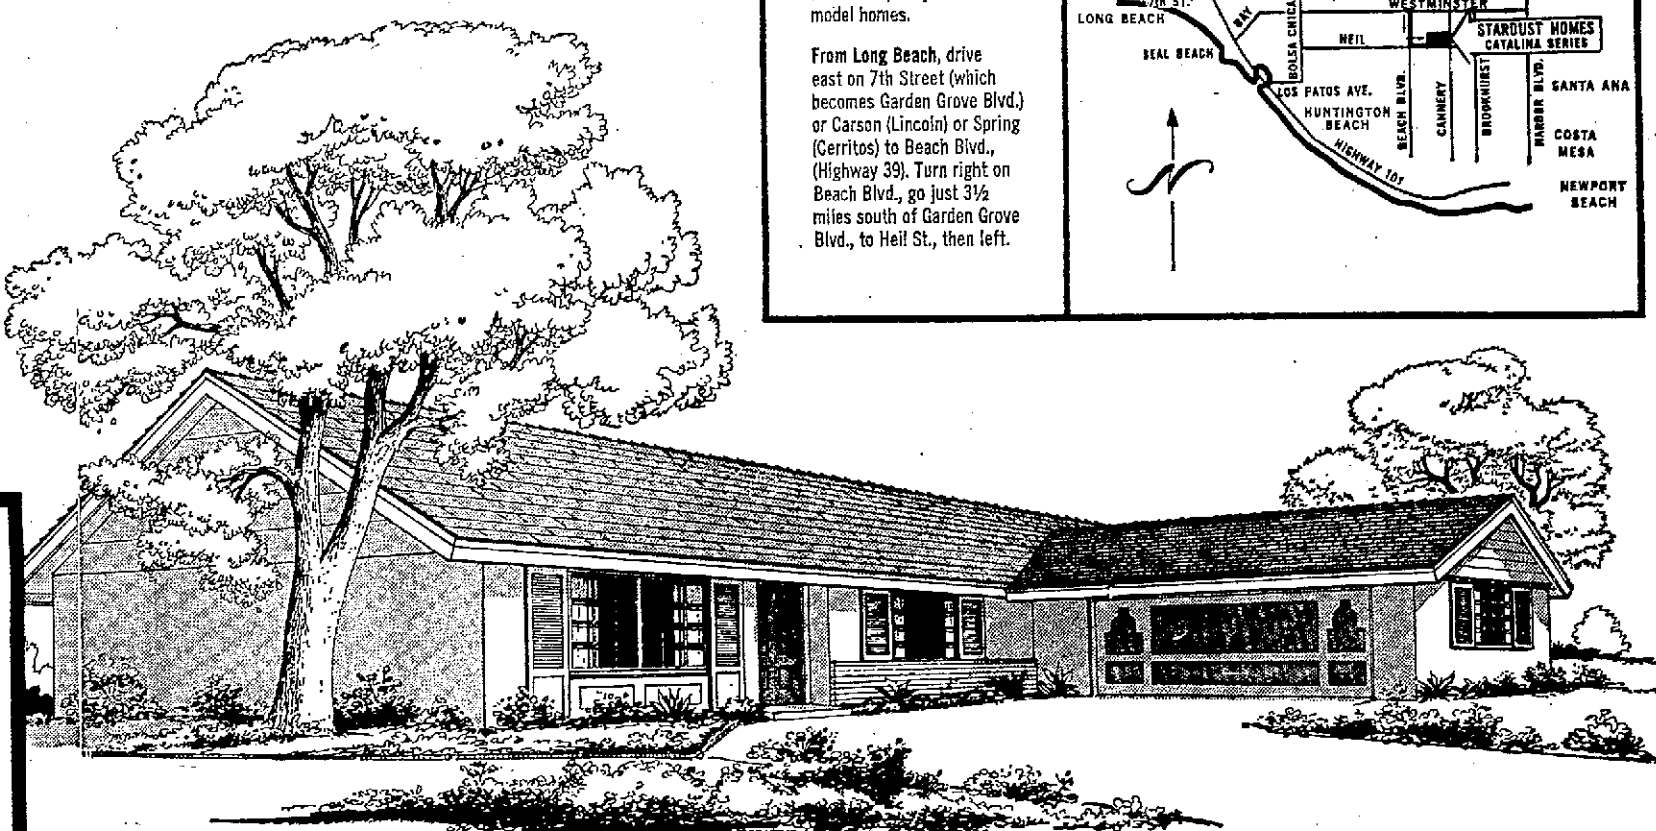 model homes.
From Long Beach, drive
east on 7th Street (which
becomes Garden Grove Blvd.)
or Carson (Lincoln) or Spring
(Cerritos) to Beach Blvd.,
(Highway 39). Turn right on
Beach Blvd., go just 3½
miles south of Garden Grove
Blvd., to Heil St., then left.
7TH ST.
LONG BEACH
BAY
SEAL BEACH
BOLSA CHICA
WESTMINSTER
HEIL
STARDUST HOMES
CATALINA SERIES
LOS PATOS AVE.
HUNTINGTON
BEACH
BEACH BLVD.
CANNERY
BROOKHURST
HARBOR BLVD.
SANTA ANA
COSTA
MESA
HIGHWAY 101
NEWPORT
BEACH